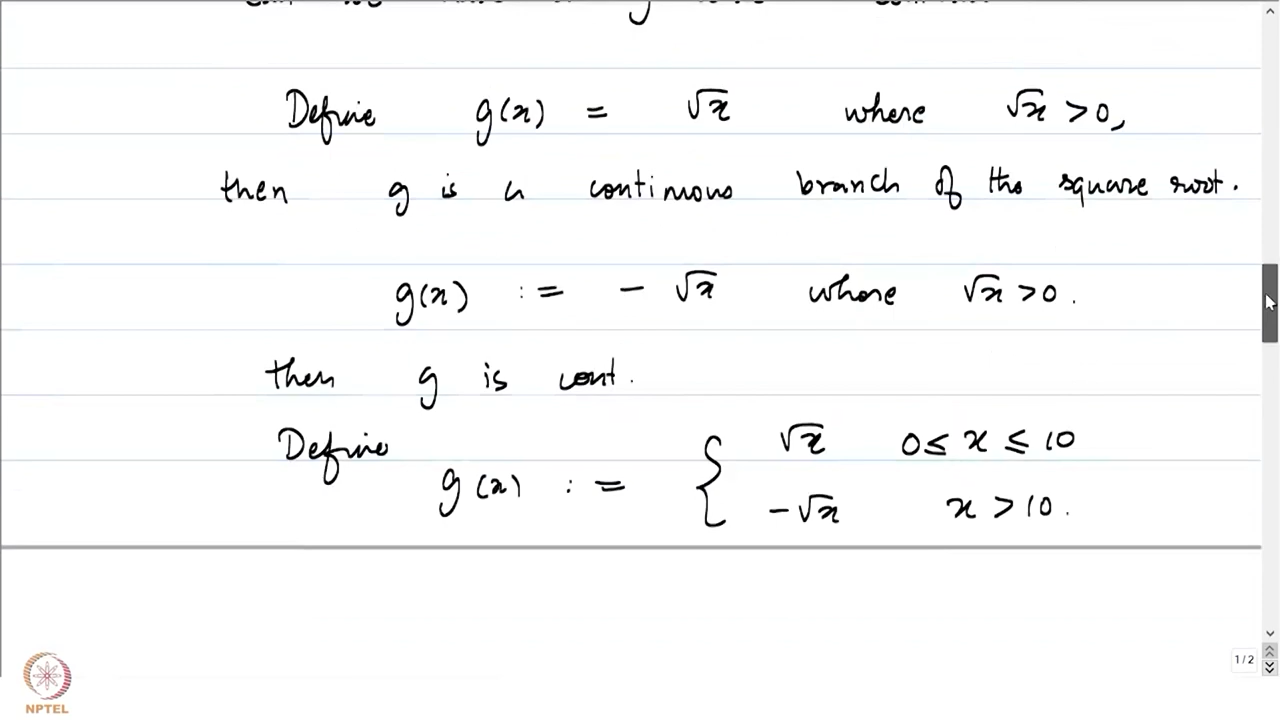 Define g(x) = √x where √x > 0,
then g is a continuous branch of the square root.
g(x) := - √x where √x > 0.
then g is cont.
Define g(x) := { √x 0 ≤ x ≤ 10
-√x x > 10.
1/2
NPTEL